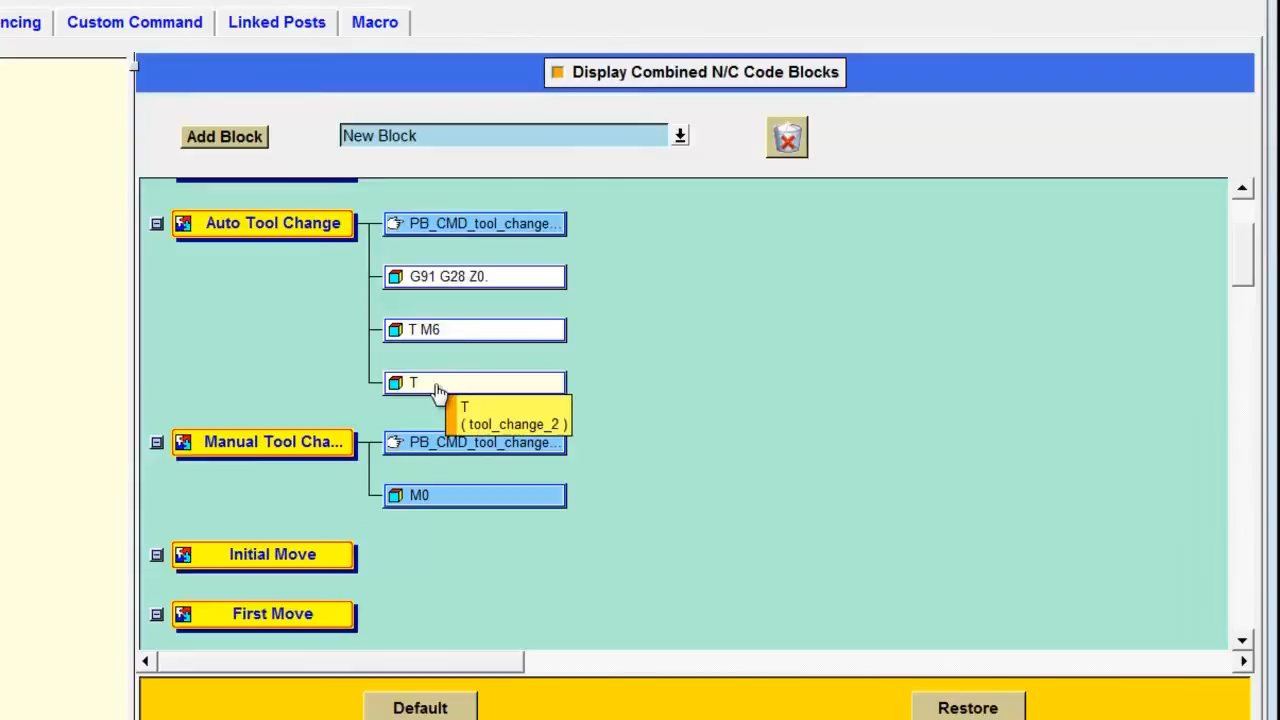 ncing
Custom Command
Linked Posts
Macro
Display Combined N/C Code Blocks
Add Block
New Block
Auto Tool Change
PB_CMD_tool_change...
G91 G28 Z0.
T M6
T
T
( tool_change_2 )
Manual Tool Cha...
PB_CMD_tool_change...
M0
Initial Move
First Move
Default
Restore